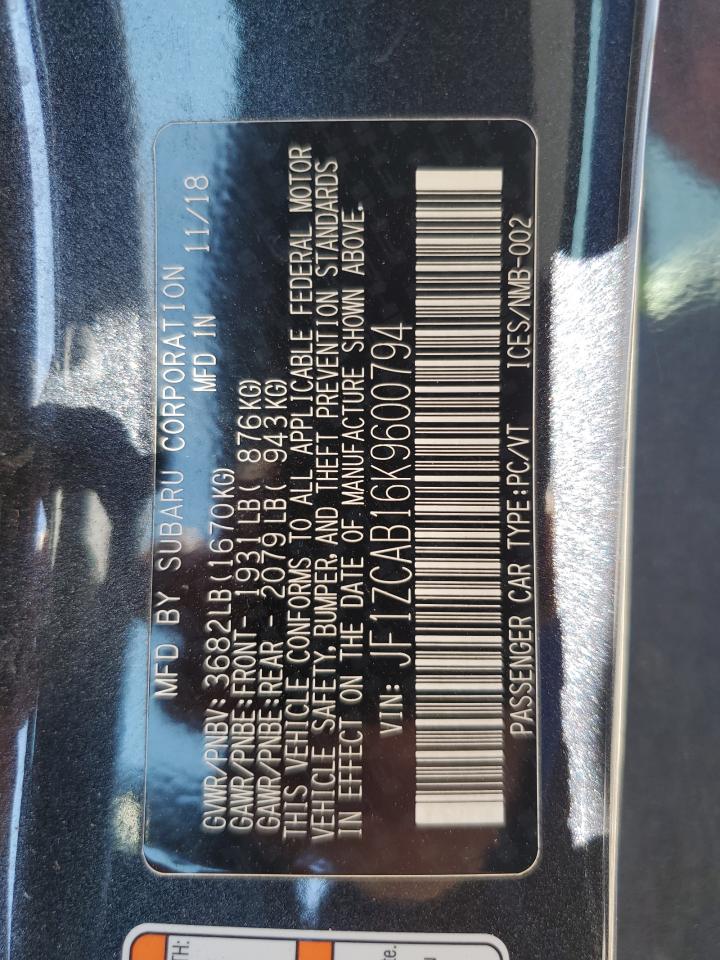 MFD BY SUBARU CORPORATION 11/18
MFD IN
GVWR/PNBV: 3682LB(1670KG)
GAWR/PNBE:FRONT- 1931LB( 876KG)
GAWR/PNBE:REAR - 2079LB( 943KG)
THIS VEHICLE CONFORMS TO ALL APPLICABLE FEDERAL MOTOR
VEHICLE SAFETY, BUMPER, AND THEFT PREVENTION STANDARDS
IN EFFECT ON THE DATE OF MANUFACTURE SHOWN ABOVE.
VIN: JF1ZCAB16K9600794
PASSENGER CAR TYPE:PC/VT ICES/NMB-002
TH:
te.